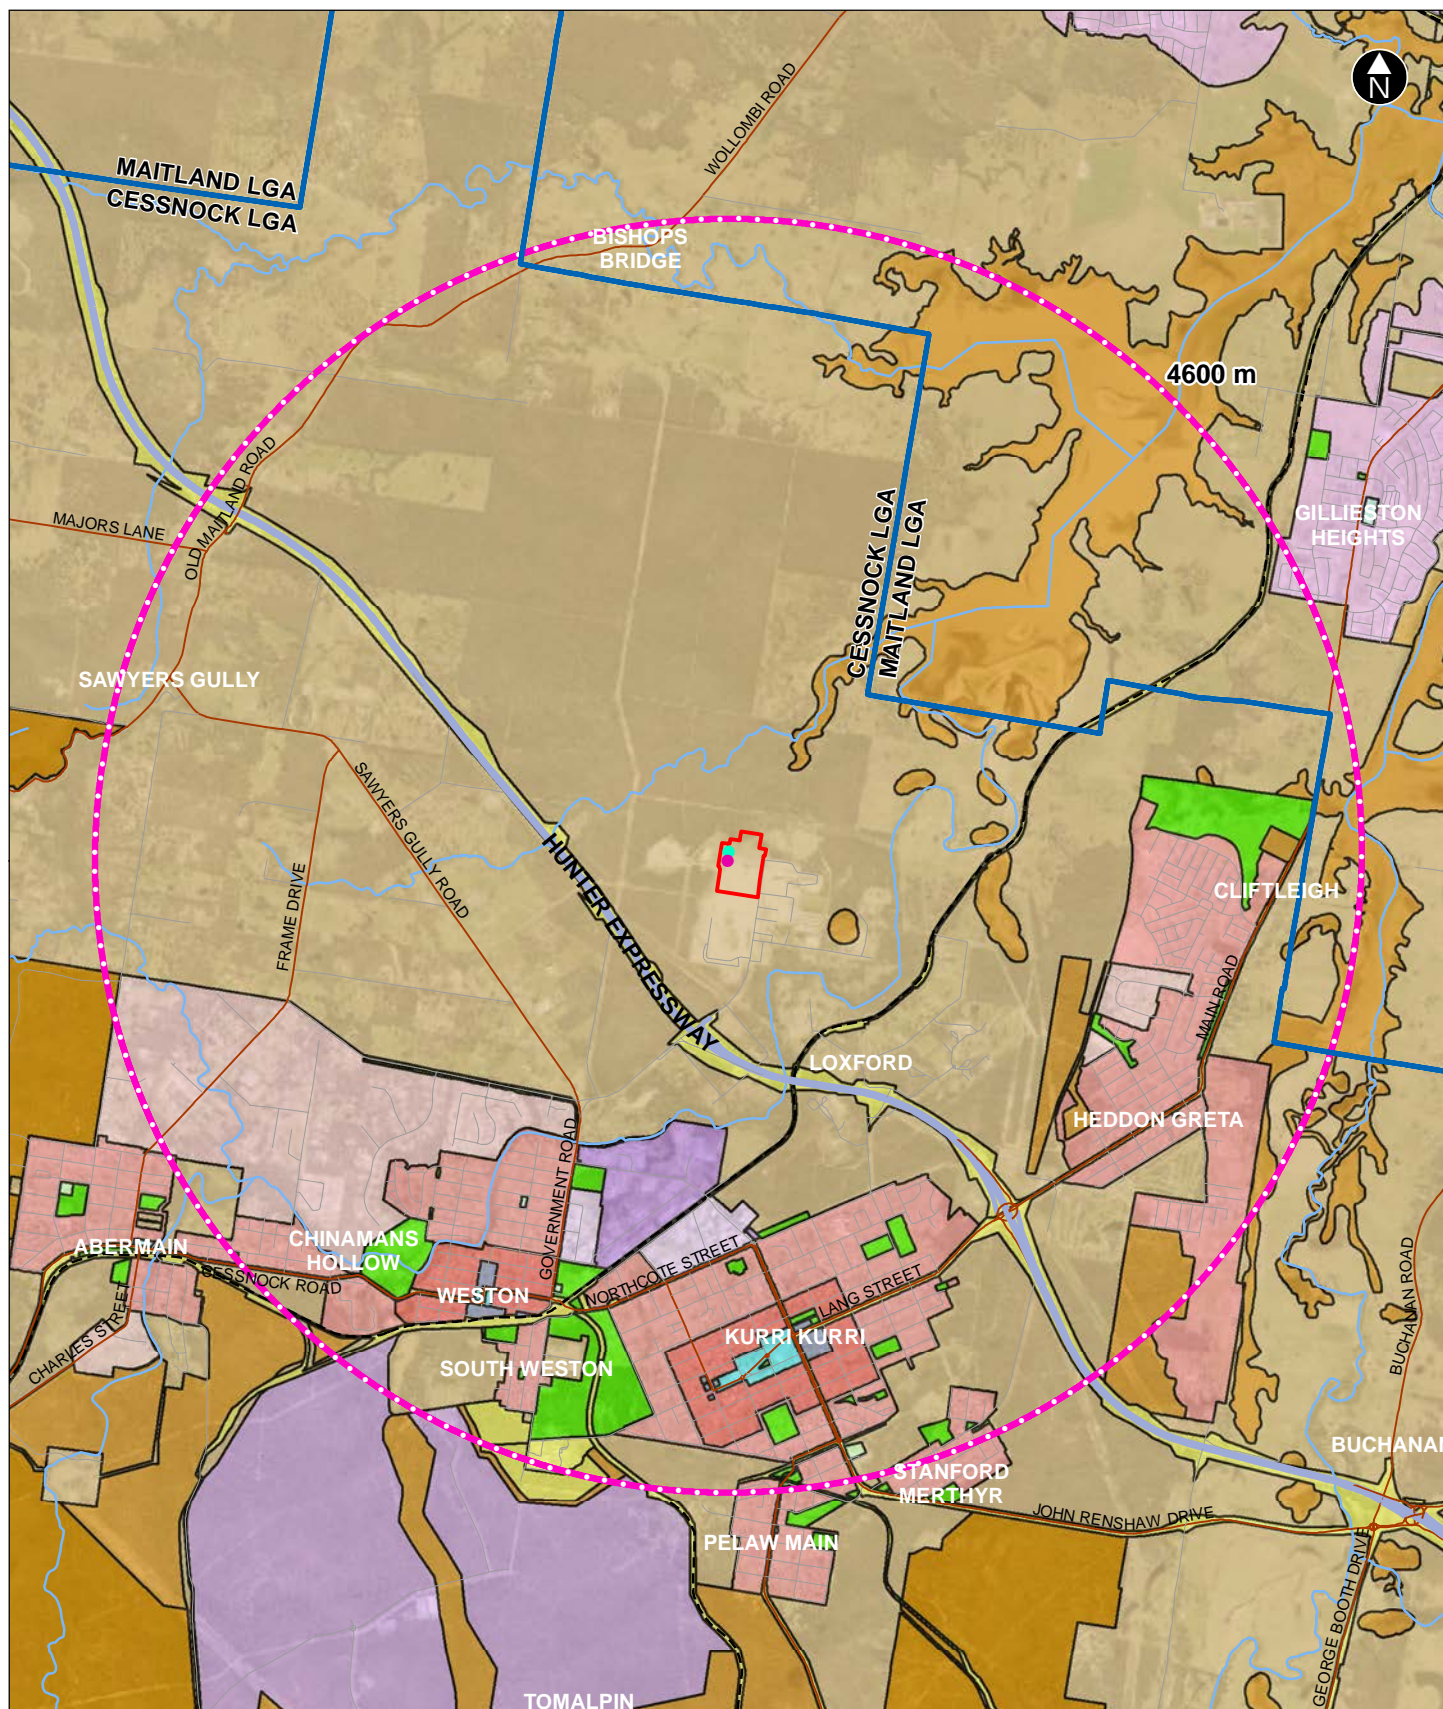 N
WOLLOMBI ROAD
MAITLAND LGA
CESSNOCK LGA
BISHOPS
BRIDGE
4600 m
OLD MAITLAND ROAD
MAJORS LANE
CESSNOCK LGA
MAITLAND LGA
GILLIESTON
HEIGHTS
SAWYERS GULLY
SAWYERS GULLY ROAD
HUNTER EXPRESSWAY
FRAME DRIVE
CLIFTLEIGH
MAIN ROAD
LOXFORD
HEDDON GRETA
GOVERNMENT ROAD
ABERMAIN
CHINAMANS
HOLLOW
CESSNOCK ROAD
WESTON
NORTHCOTE STREET
LANG STREET
CHARLES STREET
KURRI KURRI
SOUTH WESTON
BUCHANAN ROAD
BUCHANAN
STANFORD
MERTHYR
JOHN RENSHAW DRIVE
PELAW MAIN
GEORGE BOOTH DRIVE
TOMALPIN